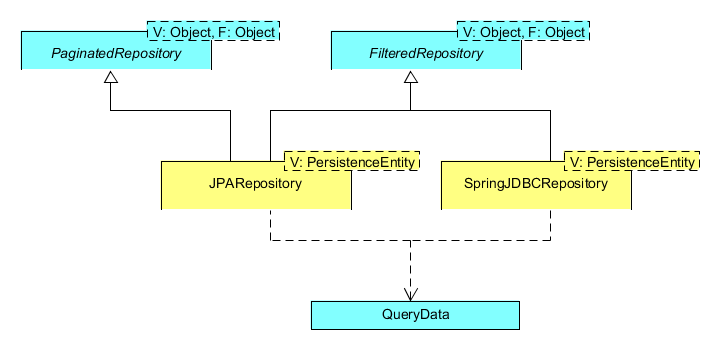 V: Object, F: Object
PaginatedRepository
V: Object, F: Object
FilteredRepository
V: PersistenceEntity
JPARepository
V: PersistenceEntity
SpringJDBCRepository
QueryData